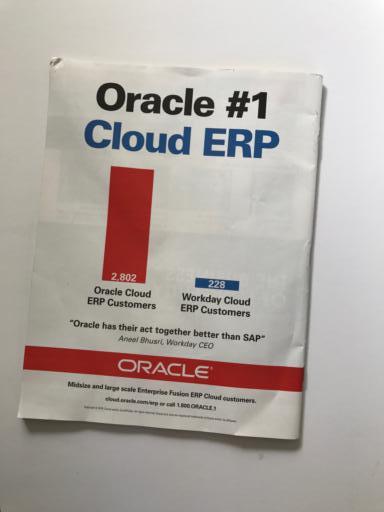 Oracle #1
Cloud ERP
2,802
Oracle Cloud
ERP Customers
228
Workday Cloud
ERP Customers
"Oracle has their act together better than SAP"
Aneel Bhusri, Workday CEO
ORACLE®
Midsize and large scale Enterprise Fusion ERP Cloud customers.
cloud.oracle.com/erp or call 1.800.ORACLE.1